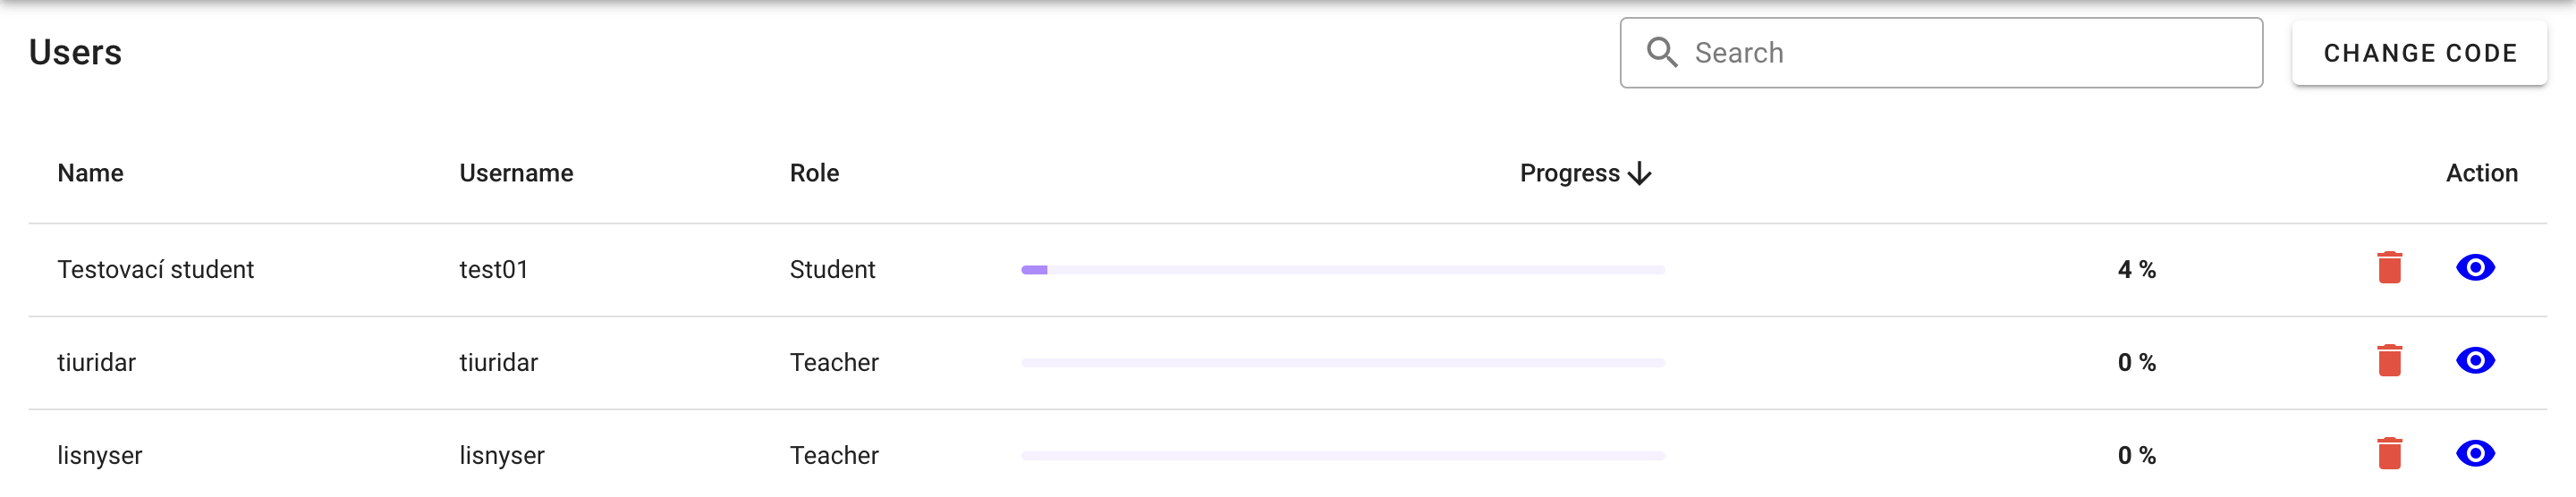 Users
Search
CHANGE CODE
Name Username Role Progress Action
Testovací student test01 Student 4 %
tiuridar tiuridar Teacher 0 %
lisnyser lisnyser Teacher 0 %